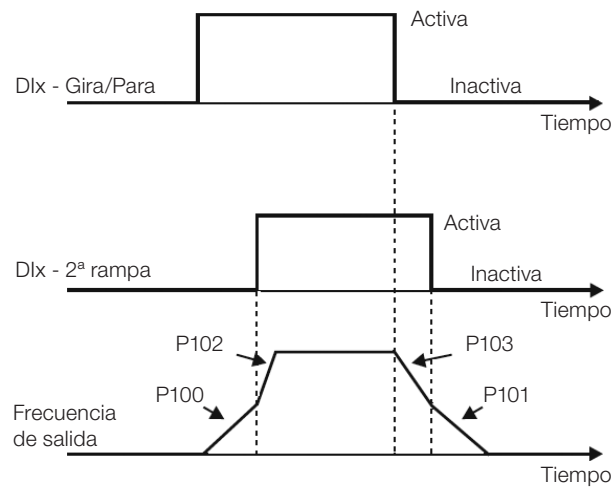 Activa
DIx - Gira/Para
Inactiva
Tiempo
Activa
DIx - 2ª rampa
Inactiva
Tiempo
P102
P103
P100
P101
Frecuencia
de salida
Tiempo